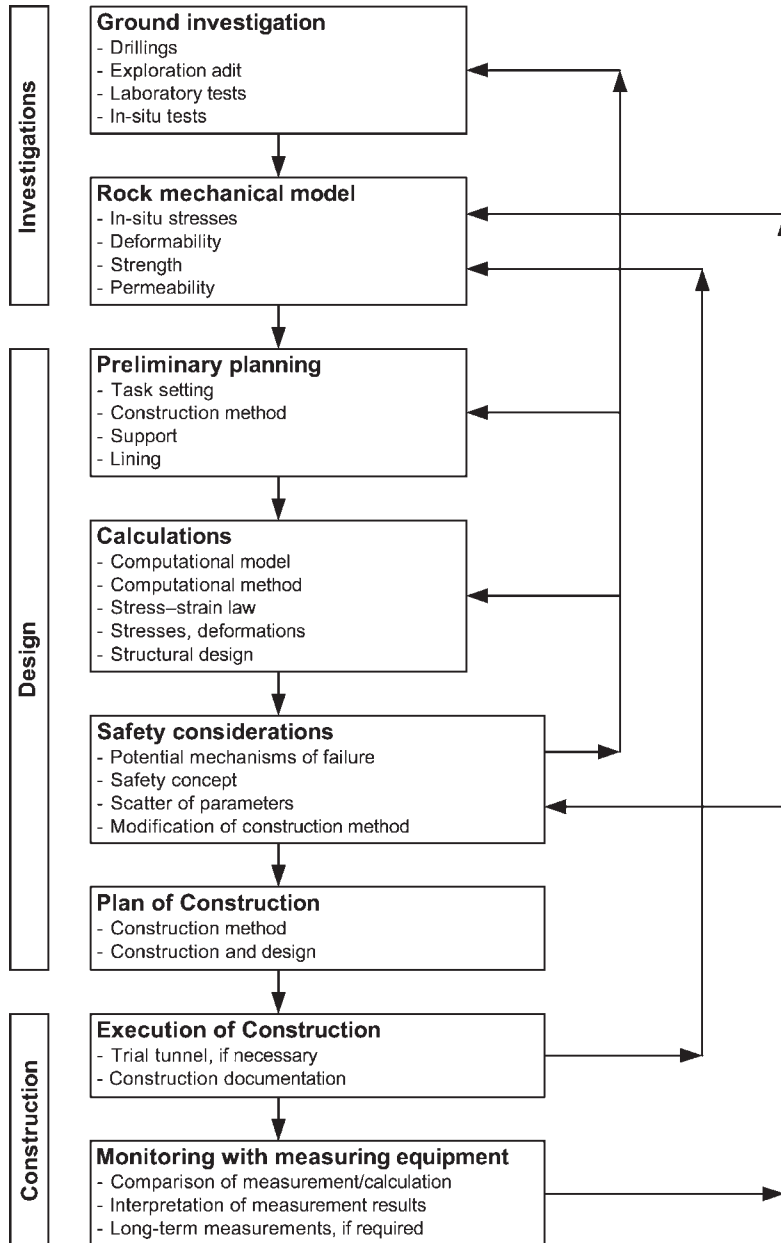 Investigations
Ground investigation
- Drillings
- Exploration adit
- Laboratory tests
- In-situ tests
Rock mechanical model
- In-situ stresses
- Deformability
- Strength
- Permeability
Design
Preliminary planning
- Task setting
- Construction method
- Support
- Lining
Calculations
- Computational model
- Computational method
- Stress–strain law
- Stresses, deformations
- Structural design
Safety considerations
- Potential mechanisms of failure
- Safety concept
- Scatter of parameters
- Modification of construction method
Plan of Construction
- Construction method
- Construction and design
Construction
Execution of Construction
- Trial tunnel, if necessary
- Construction documentation
Monitoring with measuring equipment
- Comparison of measurement/calculation
- Interpretation of measurement results
- Long-term measurements, if required